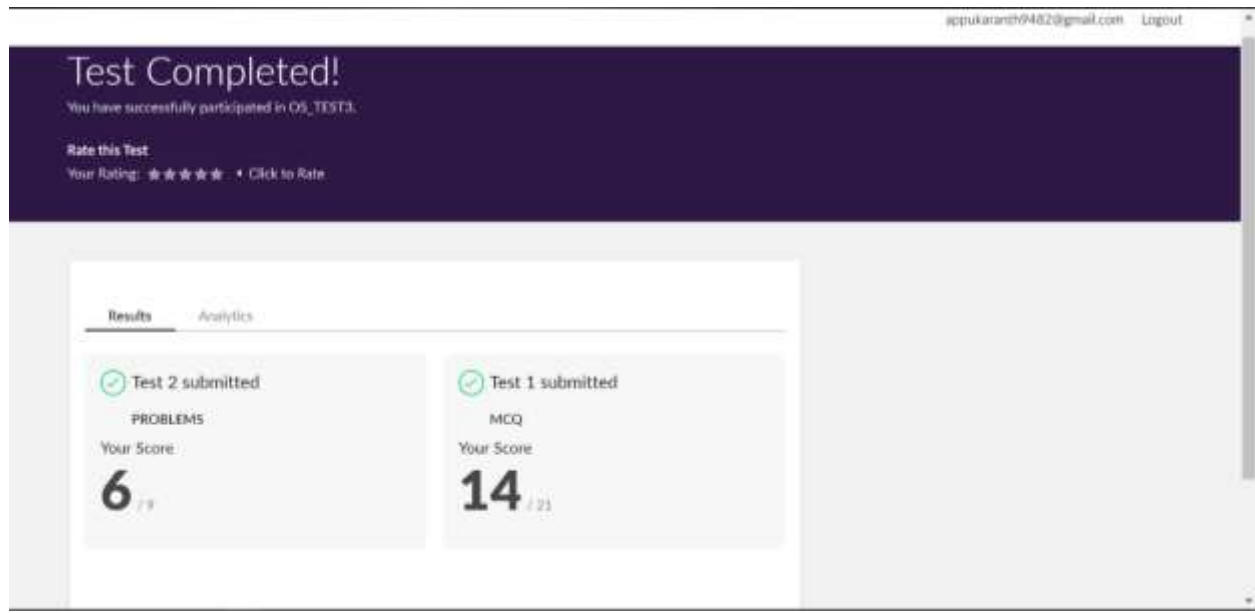 appukaranth9482@gmail.com Logout
Test Completed!
You have successfully participated in OS_TEST3.
Rate this Test
Your Rating: ★★★★★ • Click to Rate
Results Analytics
Test 2 submitted
PROBLEMS
Your Score
6 / 9
Test 1 submitted
MCQ
Your Score
14 / 21